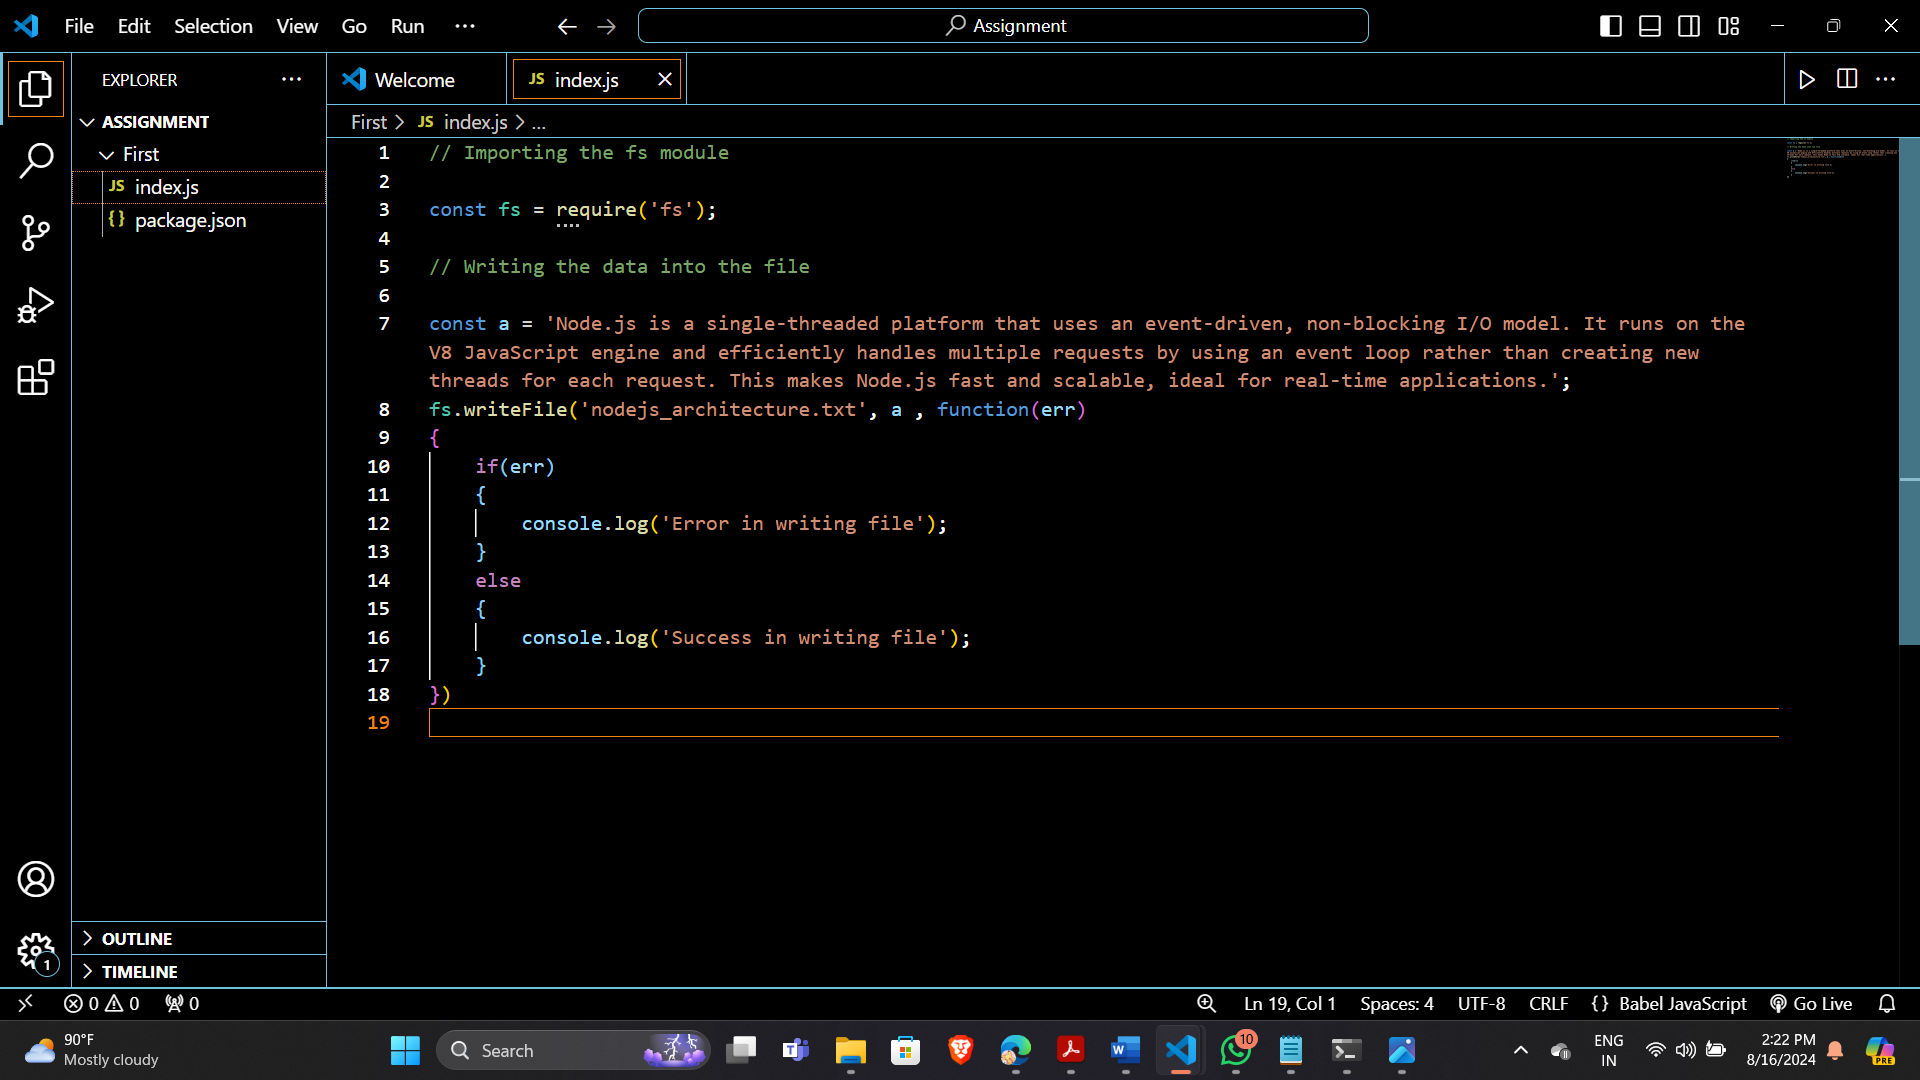 File Edit Selection View Go Run
Assignment
EXPLORER
ASSIGNMENT
First
JS index.js
{} package.json
OUTLINE
TIMELINE
Welcome
JS index.js
First > JS index.js > ...
1 // Importing the fs module
2
3 const fs = require('fs');
4
5 // Writing the data into the file
6
7 const a = 'Node.js is a single-threaded platform that uses an event-driven, non-blocking I/O model. It runs on the
V8 JavaScript engine and efficiently handles multiple requests by using an event loop rather than creating new
threads for each request. This makes Node.js fast and scalable, ideal for real-time applications.';
8 fs.writeFile('nodejs_architecture.txt', a , function(err)
9 {
10 if(err)
11 {
12 console.log('Error in writing file');
13 }
14 else
15 {
16 console.log('Success in writing file');
17 }
18 })
19
1
0 0 0
Ln 19, Col 1 Spaces: 4 UTF-8 CRLF {} Babel JavaScript Go Live
90°F
Mostly cloudy
Search
10
ENG
IN
2:22 PM
8/16/2024
PRE